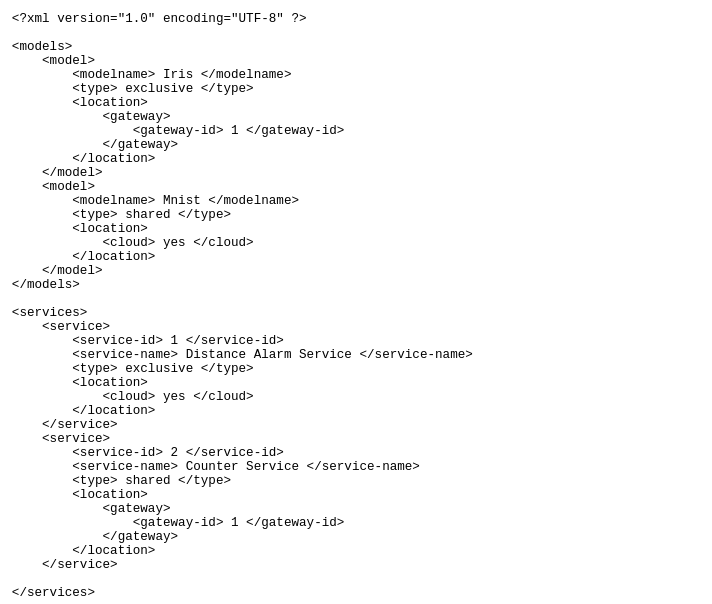 <?xml version="1.0" encoding="UTF-8" ?>

<models>
    <model>
        <modelname> Iris </modelname>
        <type> exclusive </type>
        <location>
            <gateway>
                <gateway-id> 1 </gateway-id>
            </gateway>
        </location>
    </model>
    <model>
        <modelname> Mnist </modelname>
        <type> shared </type>
        <location>
            <cloud> yes </cloud>
        </location>
    </model>
</models>

<services>
    <service>
        <service-id> 1 </service-id>
        <service-name> Distance Alarm Service </service-name>
        <type> exclusive </type>
        <location>
            <cloud> yes </cloud>
        </location>
    </service>
    <service>
        <service-id> 2 </service-id>
        <service-name> Counter Service </service-name>
        <type> shared </type>
        <location>
            <gateway>
                <gateway-id> 1 </gateway-id>
            </gateway>
        </location>
    </service>

</services>